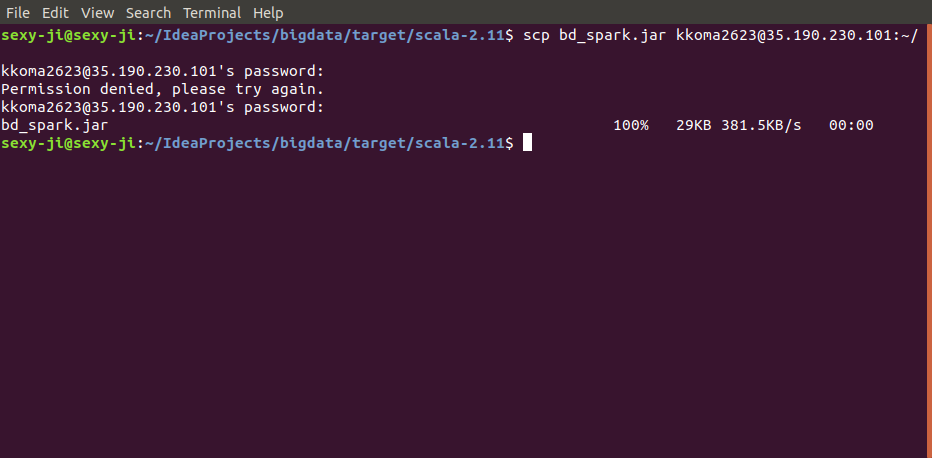 File Edit View Search Terminal Help
sexy-ji@sexy-ji:~/IdeaProjects/bigdata/target/scala-2.11$ scp bd_spark.jar kkoma2623@35.190.230.101:~/
kkoma2623@35.190.230.101's password:
Permission denied, please try again.
kkoma2623@35.190.230.101's password:
bd_spark.jar 100% 29KB 381.5KB/s 00:00
sexy-ji@sexy-ji:~/IdeaProjects/bigdata/target/scala-2.11$